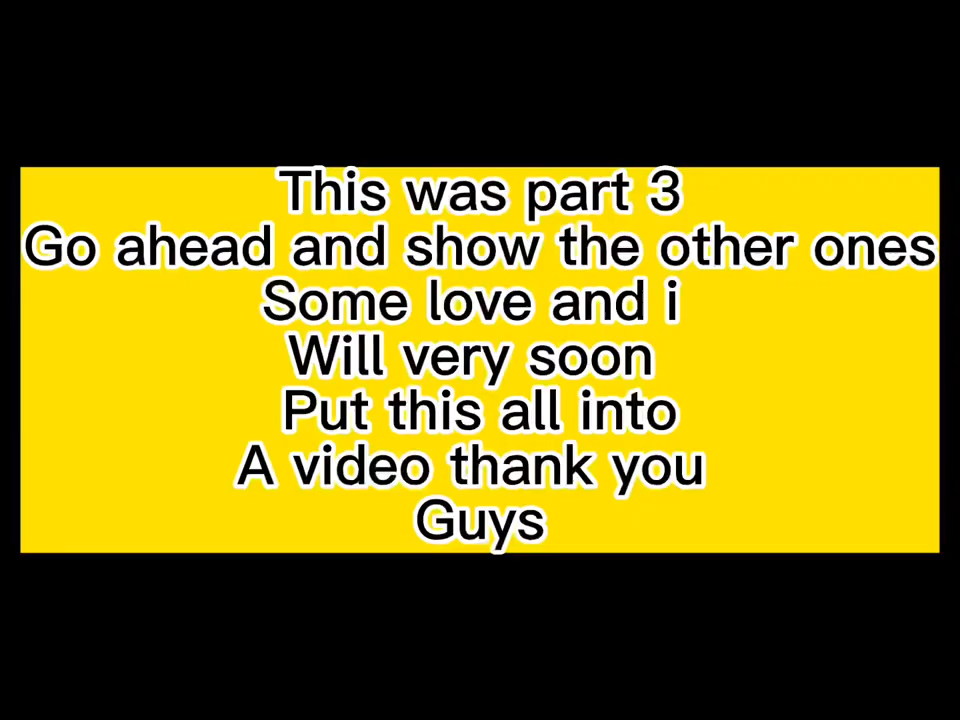 This was part 3
Go ahead and show the other ones
Some love and i
Will very soon
Put this all into
A video thank you
Guys